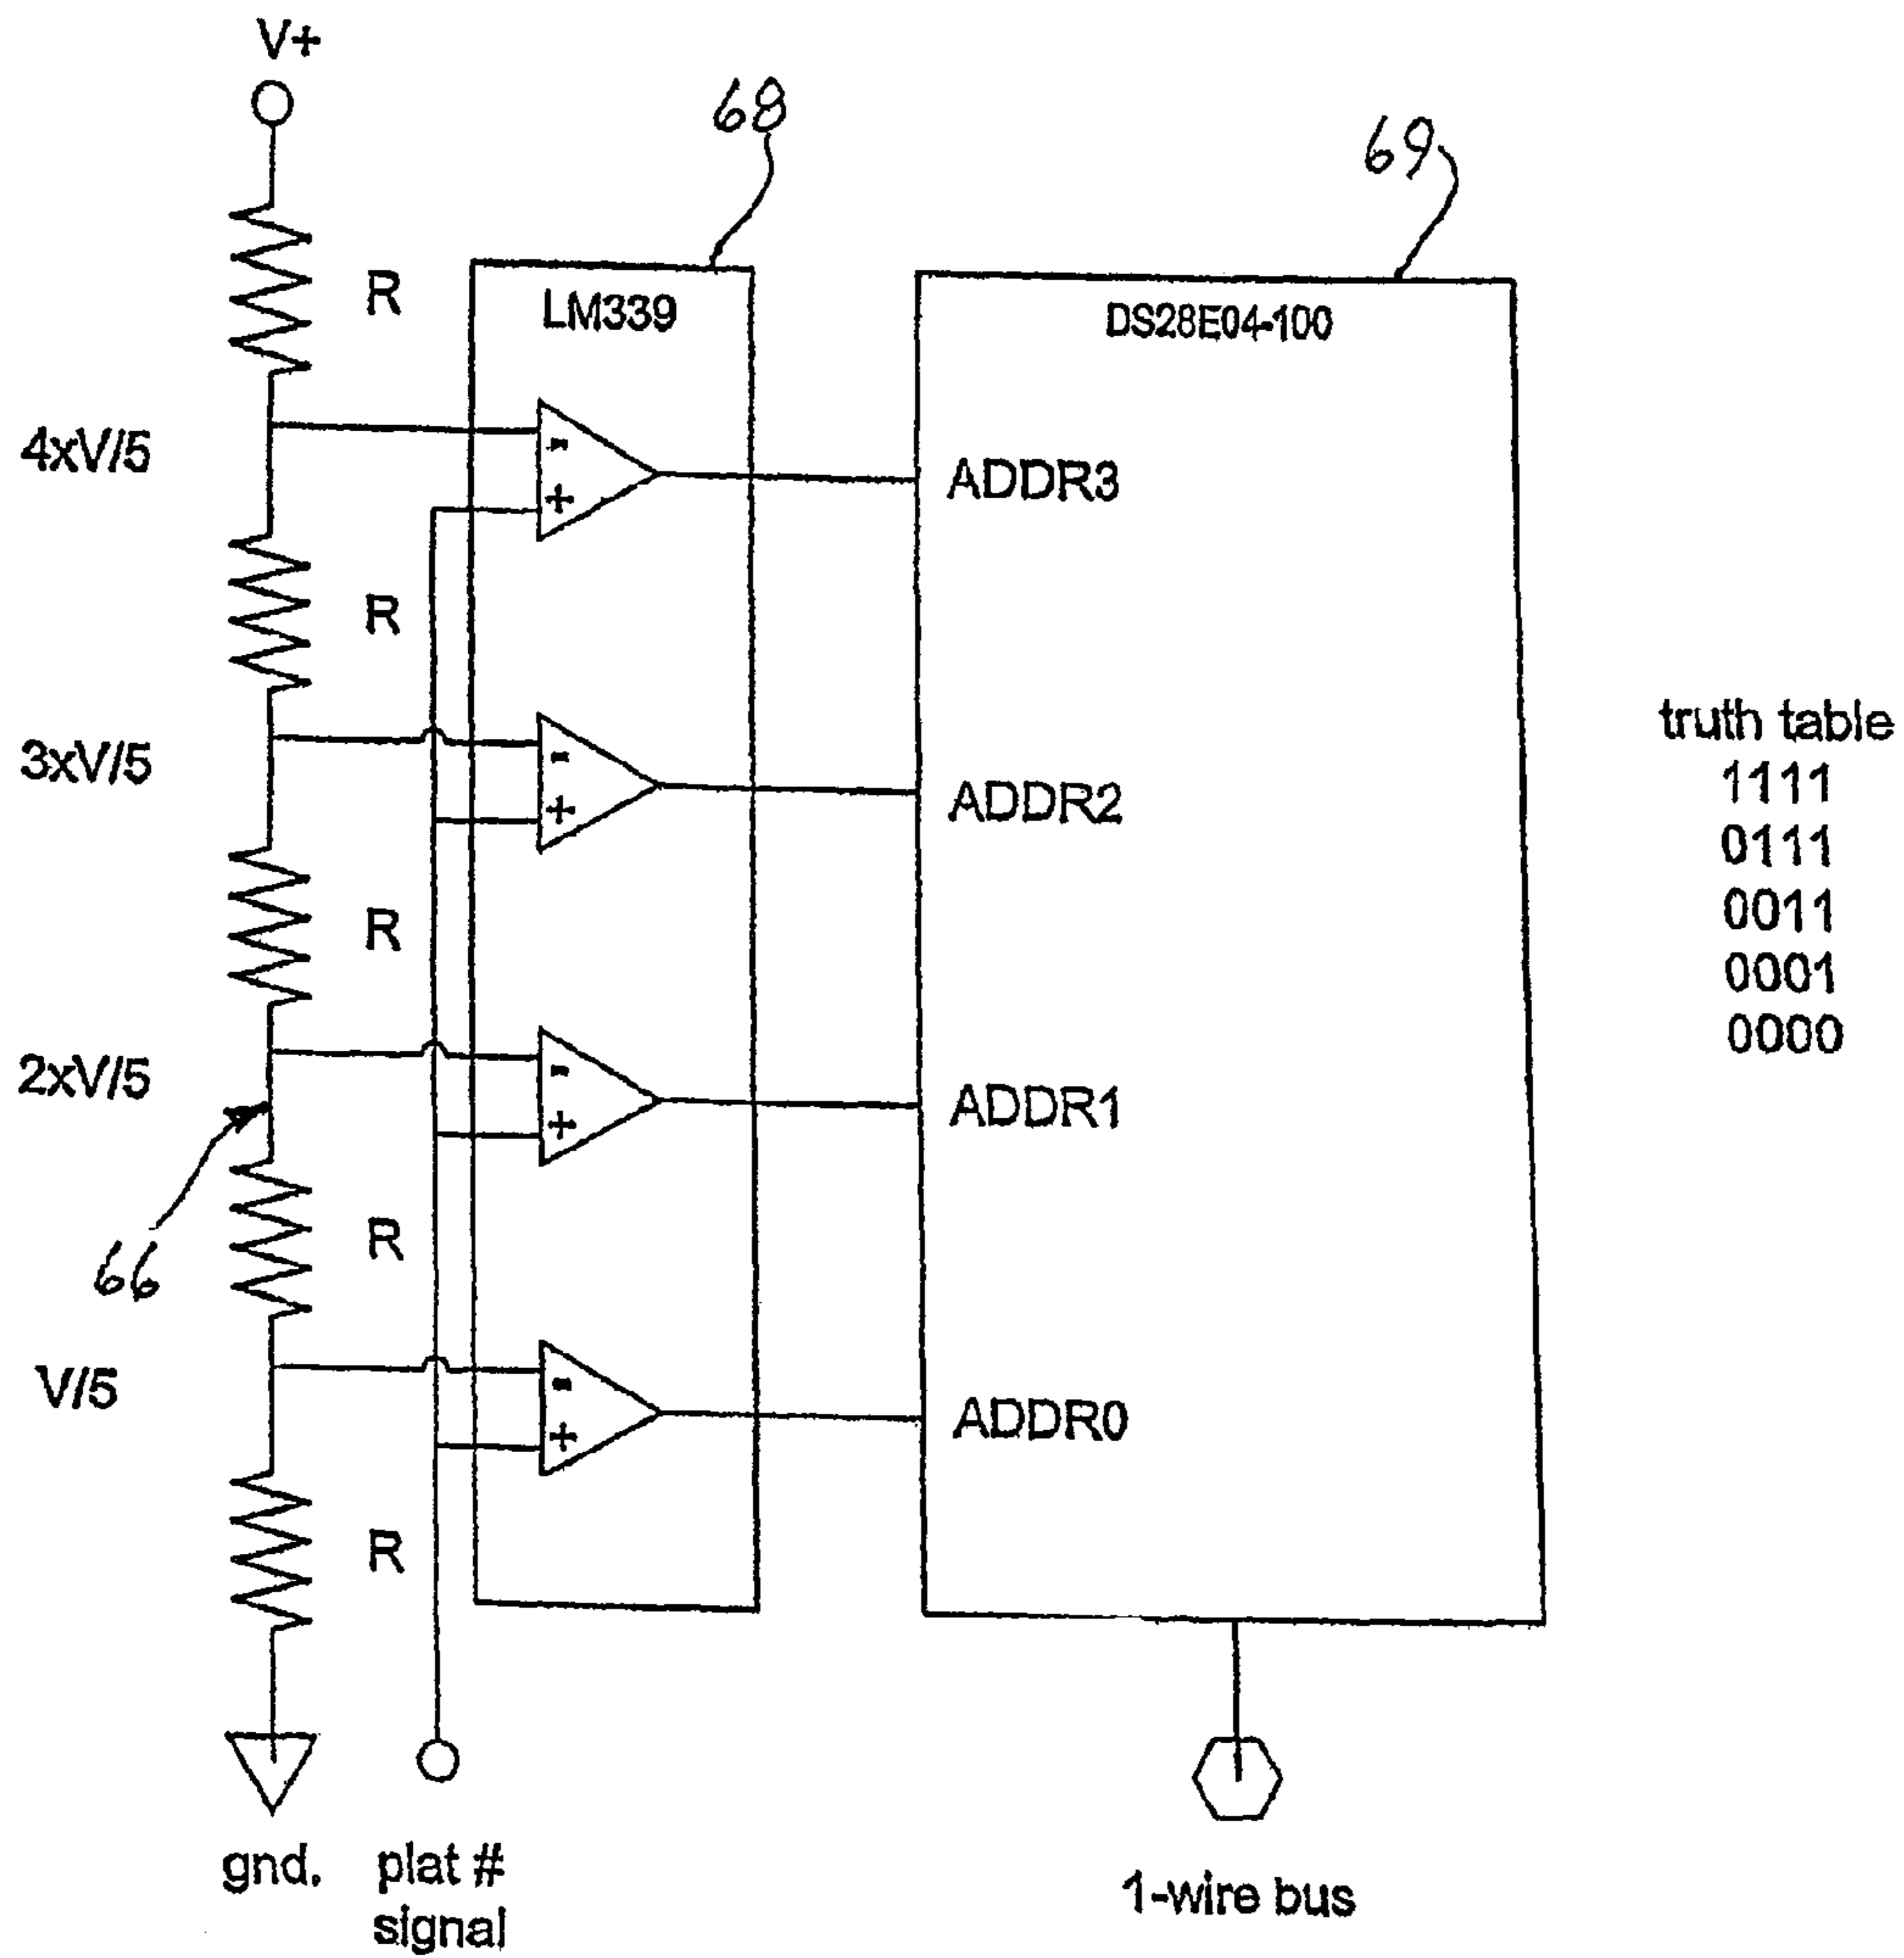 V+
68
69
R
LM339
DS28E04-100
4xV/5
-
+
ADDR3
R
truth table
1111
0111
0011
0001
0000
3xV/5
-
+
ADDR2
R
2xV/5
-
+
ADDR1
66
R
V/5
-
+
ADDR0
R
gnd.
plat #
signal
1-wire bus